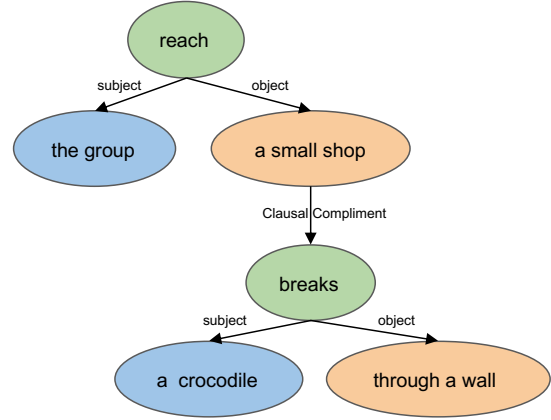 reach
subject
object
the group
a small shop
Clausal Compliment
breaks
subject
object
a crocodile
through a wall